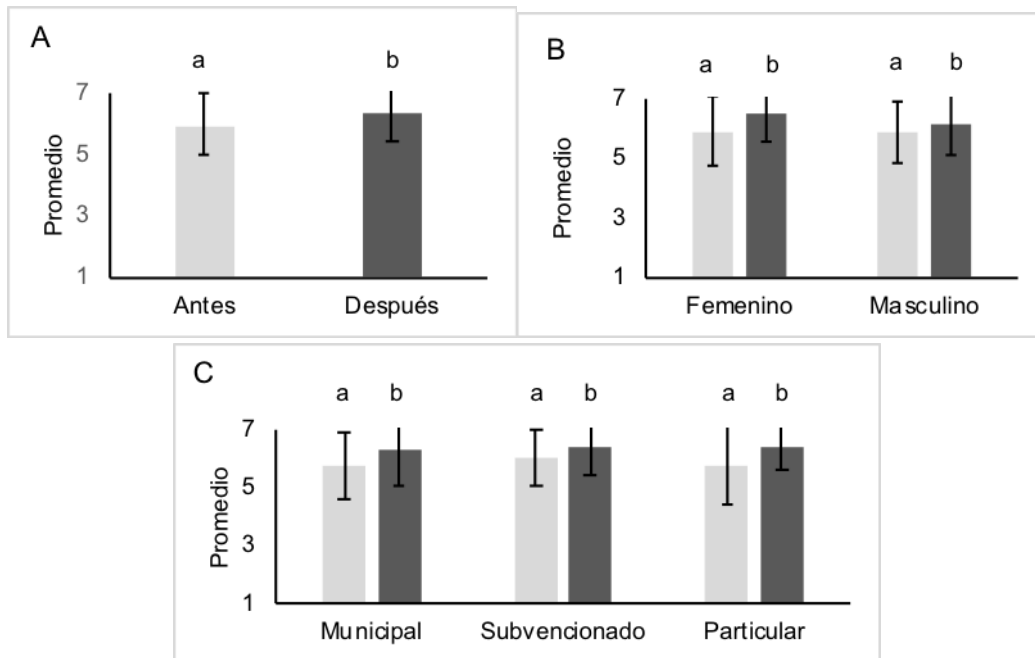 A
a b
7
5
3
1
Promedio
Antes Después
B
a b a b
7
5
3
1
Promedio
Femenino Masculino
C
a b a b a b
7
5
3
1
Promedio
Municipal Subvencionado Particular